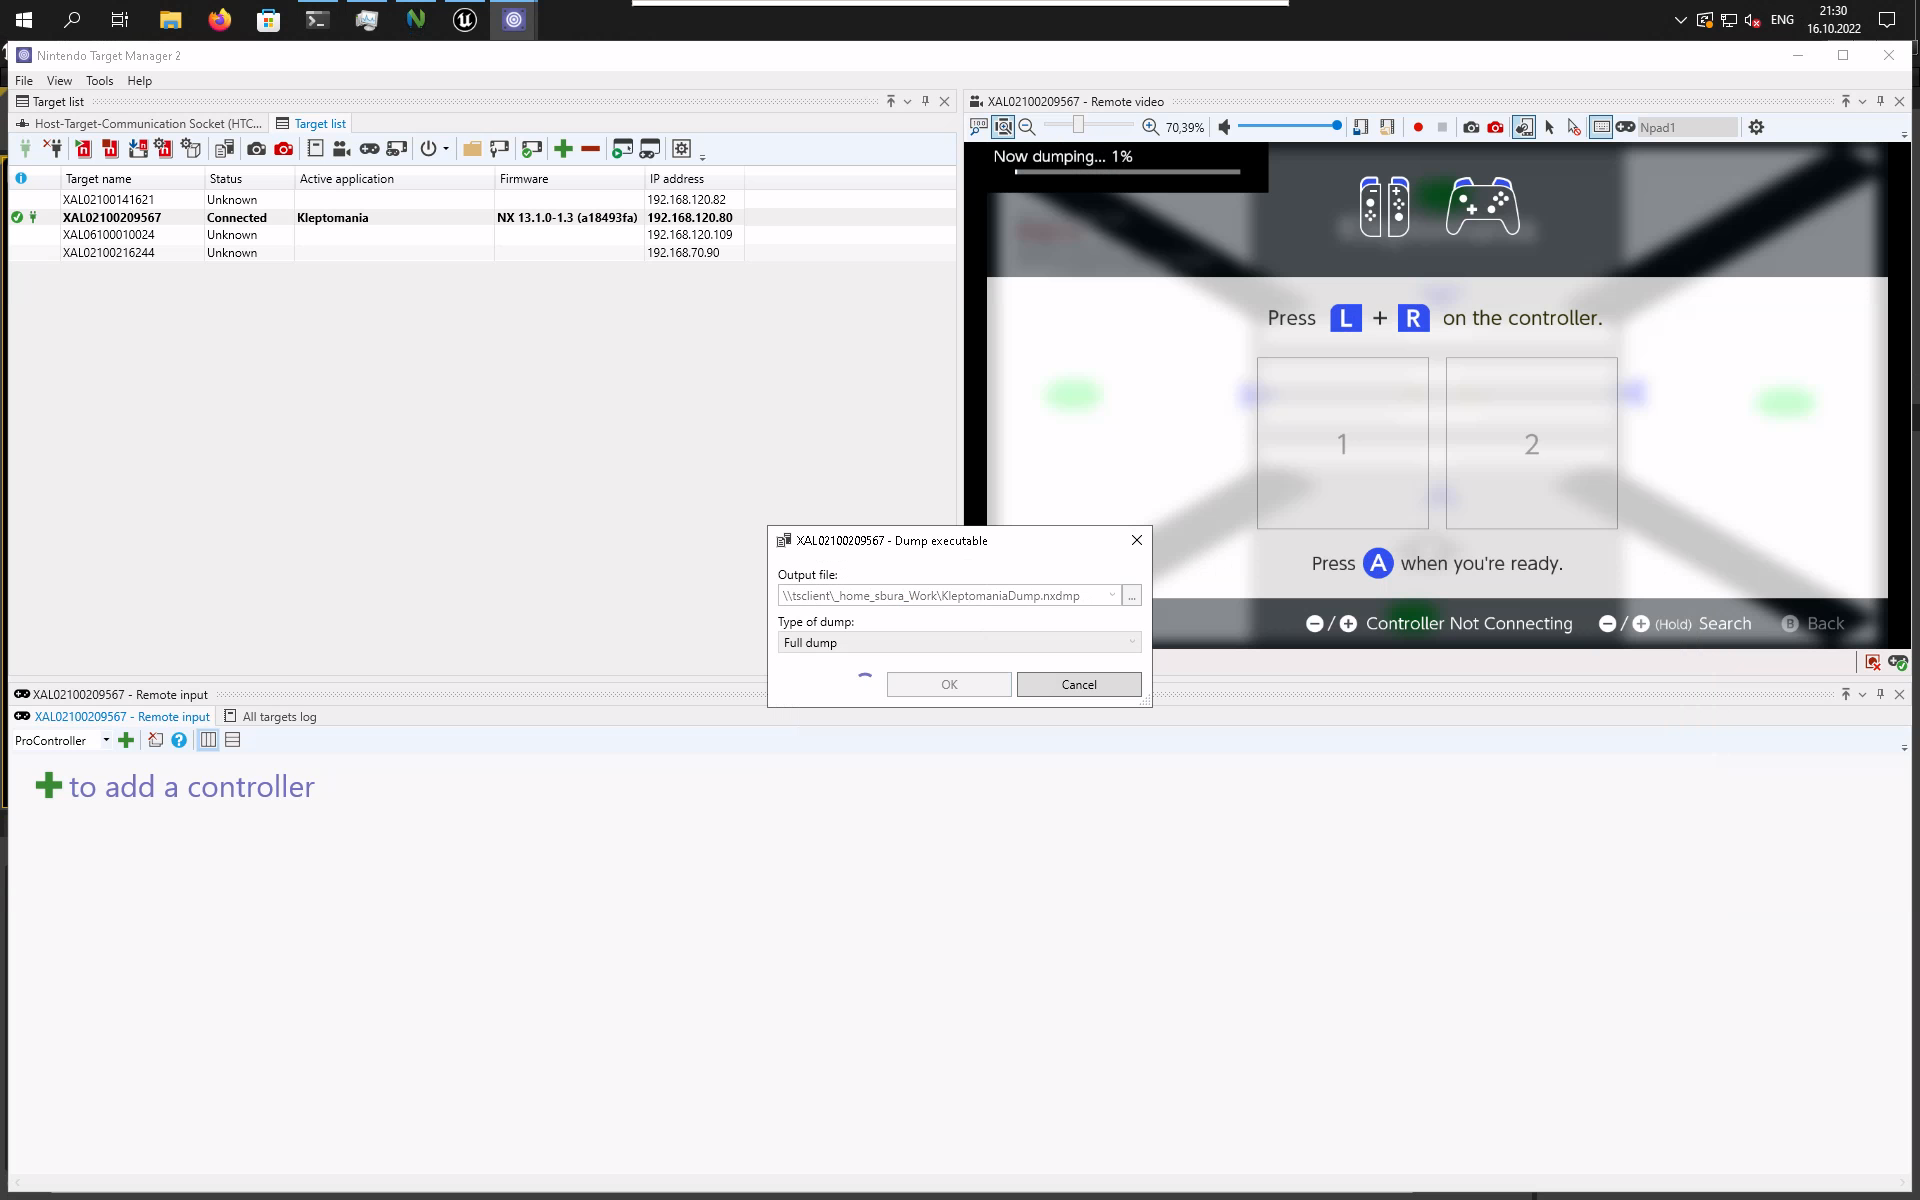 ENG
21:30
16.10.2022
Nintendo Target Manager 2
File View Tools Help
Target list
Host-Target-Communication Socket (HTC... Target list
Target name Status Active application Firmware IP address
XAL02100141621 Unknown 192.168.120.82
XAL02100209567 Connected Kleptomania NX 13.1.0-1.3 (a18493fa) 192.168.120.80
XAL06100010024 Unknown 192.168.120.109
XAL02100216244 Unknown 192.168.70.90
XAL02100209567 - Remote video
100 70,39% Npad1
Now dumping... 1%
Press L + R on the controller.
1 2
Press A when you're ready.
/ Controller Not Connecting / (Hold) Search B Back
XAL02100209567 - Dump executable
Output file:
\\tsclient\_home_sbura_Work\KleptomaniaDump.nxdmp ...
Type of dump:
Full dump
OK Cancel
XAL02100209567 - Remote input
XAL02100209567 - Remote input All targets log
ProController
to add a controller